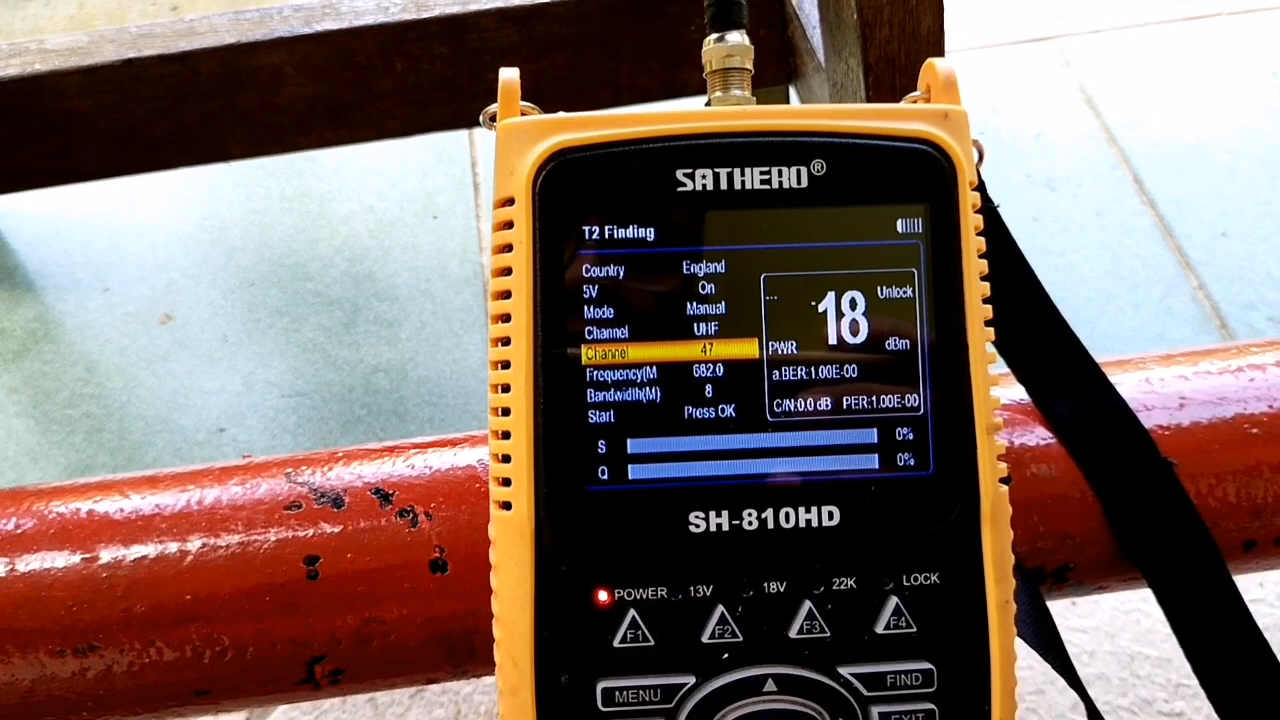 SATHERO®
T2 Finding
Country England
5V On
Mode Manual
Channel UHF
Channel 47
Frequency(M 682.0
Bandwidth(M) 8
Start Press OK
--- -18 Unlock
PWR dBm
a.BER:1.00E-00
C/N:0.0 dB PER:1.00E-00
S 0%
Q 0%
SH-810HD
POWER 13V 18V 22K LOCK
F1 F2 F3 F4
MENU FIND
EXIT